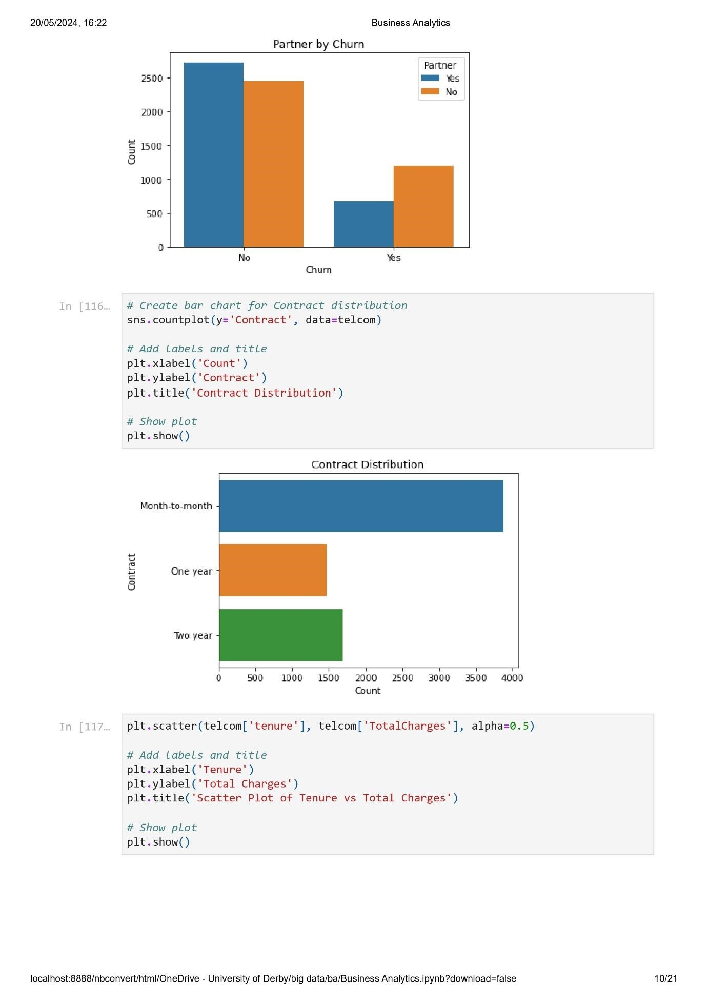 20/05/2024, 16:22 Business Analytics
Partner by Churn
Partner
Yes
No
2500
2000
1500
1000
500
0
Count
No Yes
Churn
In [116…
# Create bar chart for Contract distribution
sns.countplot(y='Contract', data=telcom)
# Add labels and title
plt.xlabel('Count')
plt.ylabel('Contract')
plt.title('Contract Distribution')
# Show plot
plt.show()
Contract Distribution
Month-to-month
One year
Two year
Contract
0 500 1000 1500 2000 2500 3000 3500 4000
Count
In [117…
plt.scatter(telcom['tenure'], telcom['TotalCharges'], alpha=0.5)
# Add labels and title
plt.xlabel('Tenure')
plt.ylabel('Total Charges')
plt.title('Scatter Plot of Tenure vs Total Charges')
# Show plot
plt.show()
localhost:8888/nbconvert/html/OneDrive - University of Derby/big data/ba/Business Analytics.ipynb?download=false 10/21